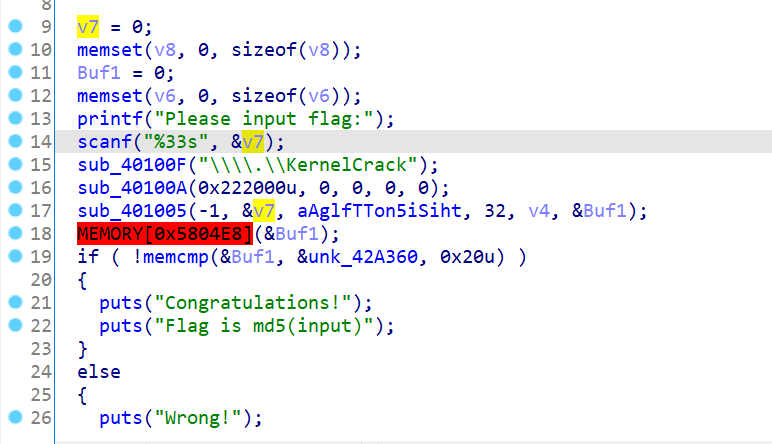 8
9 v7 = 0;
10 memset(v8, 0, sizeof(v8));
11 Buf1 = 0;
12 memset(v6, 0, sizeof(v6));
13 printf("Please input flag:");
14 scanf("%33s", &v7);
15 sub_40100F("\\\\.\\KernelCrack");
16 sub_40100A(0x222000u, 0, 0, 0, 0);
17 sub_401005(-1, &v7, aAglfTTon5iSiht, 32, v4, &Buf1);
18 MEMORY[0x5804E8](&Buf1);
19 if ( !memcmp(&Buf1, &unk_42A360, 0x20u) )
20 {
21 puts("Congratulations!");
22 puts("Flag is md5(input)");
23 }
24 else
25 {
26 puts("Wrong!");